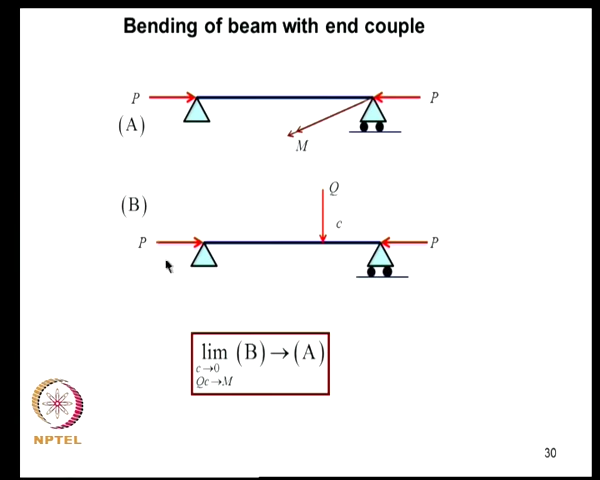 Bending of beam with end couple
P
P
(A)
M
(B)
Q
c
P
P
lim (B)→(A)
c→0
Qc→M
NPTEL
30